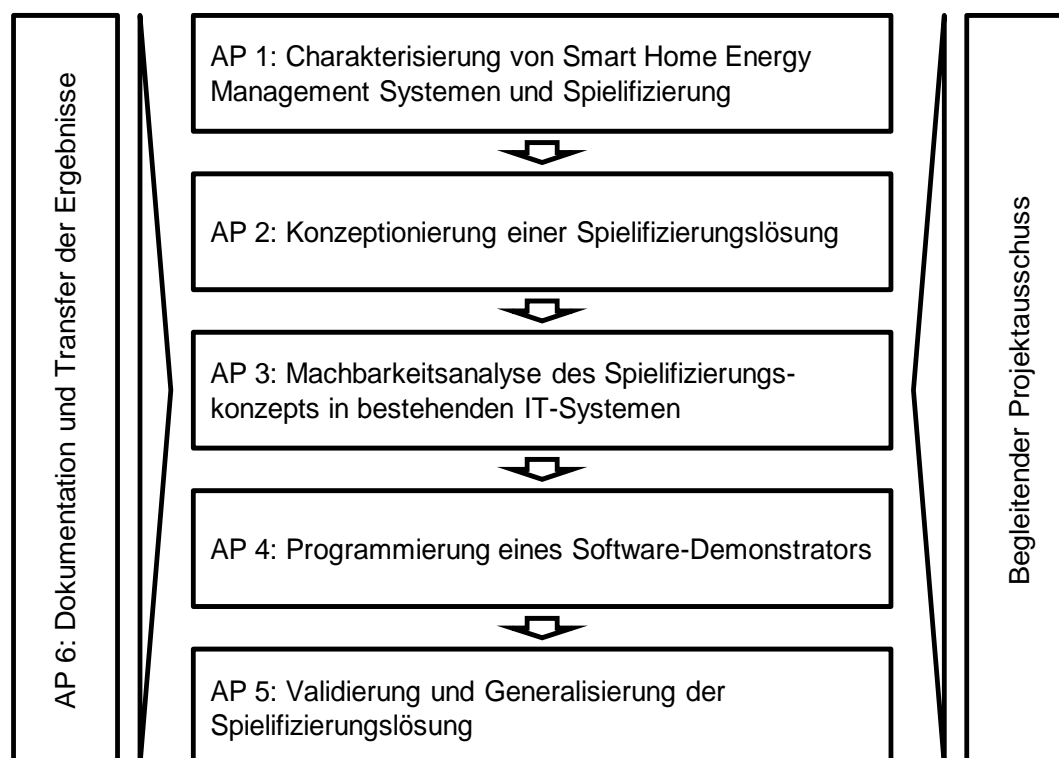 AP 6: Dokumentation und Transfer der Ergebnisse
AP 1: Charakterisierung von Smart Home Energy
Management Systemen und Spielifizierung
AP 2: Konzeptionierung einer Spielifizierungslösung
AP 3: Machbarkeitsanalyse des Spielifizierungs-
konzepts in bestehenden IT-Systemen
AP 4: Programmierung eines Software-Demonstrators
AP 5: Validierung und Generalisierung der
Spielifizierungslösung
Begleitender Projektausschuss